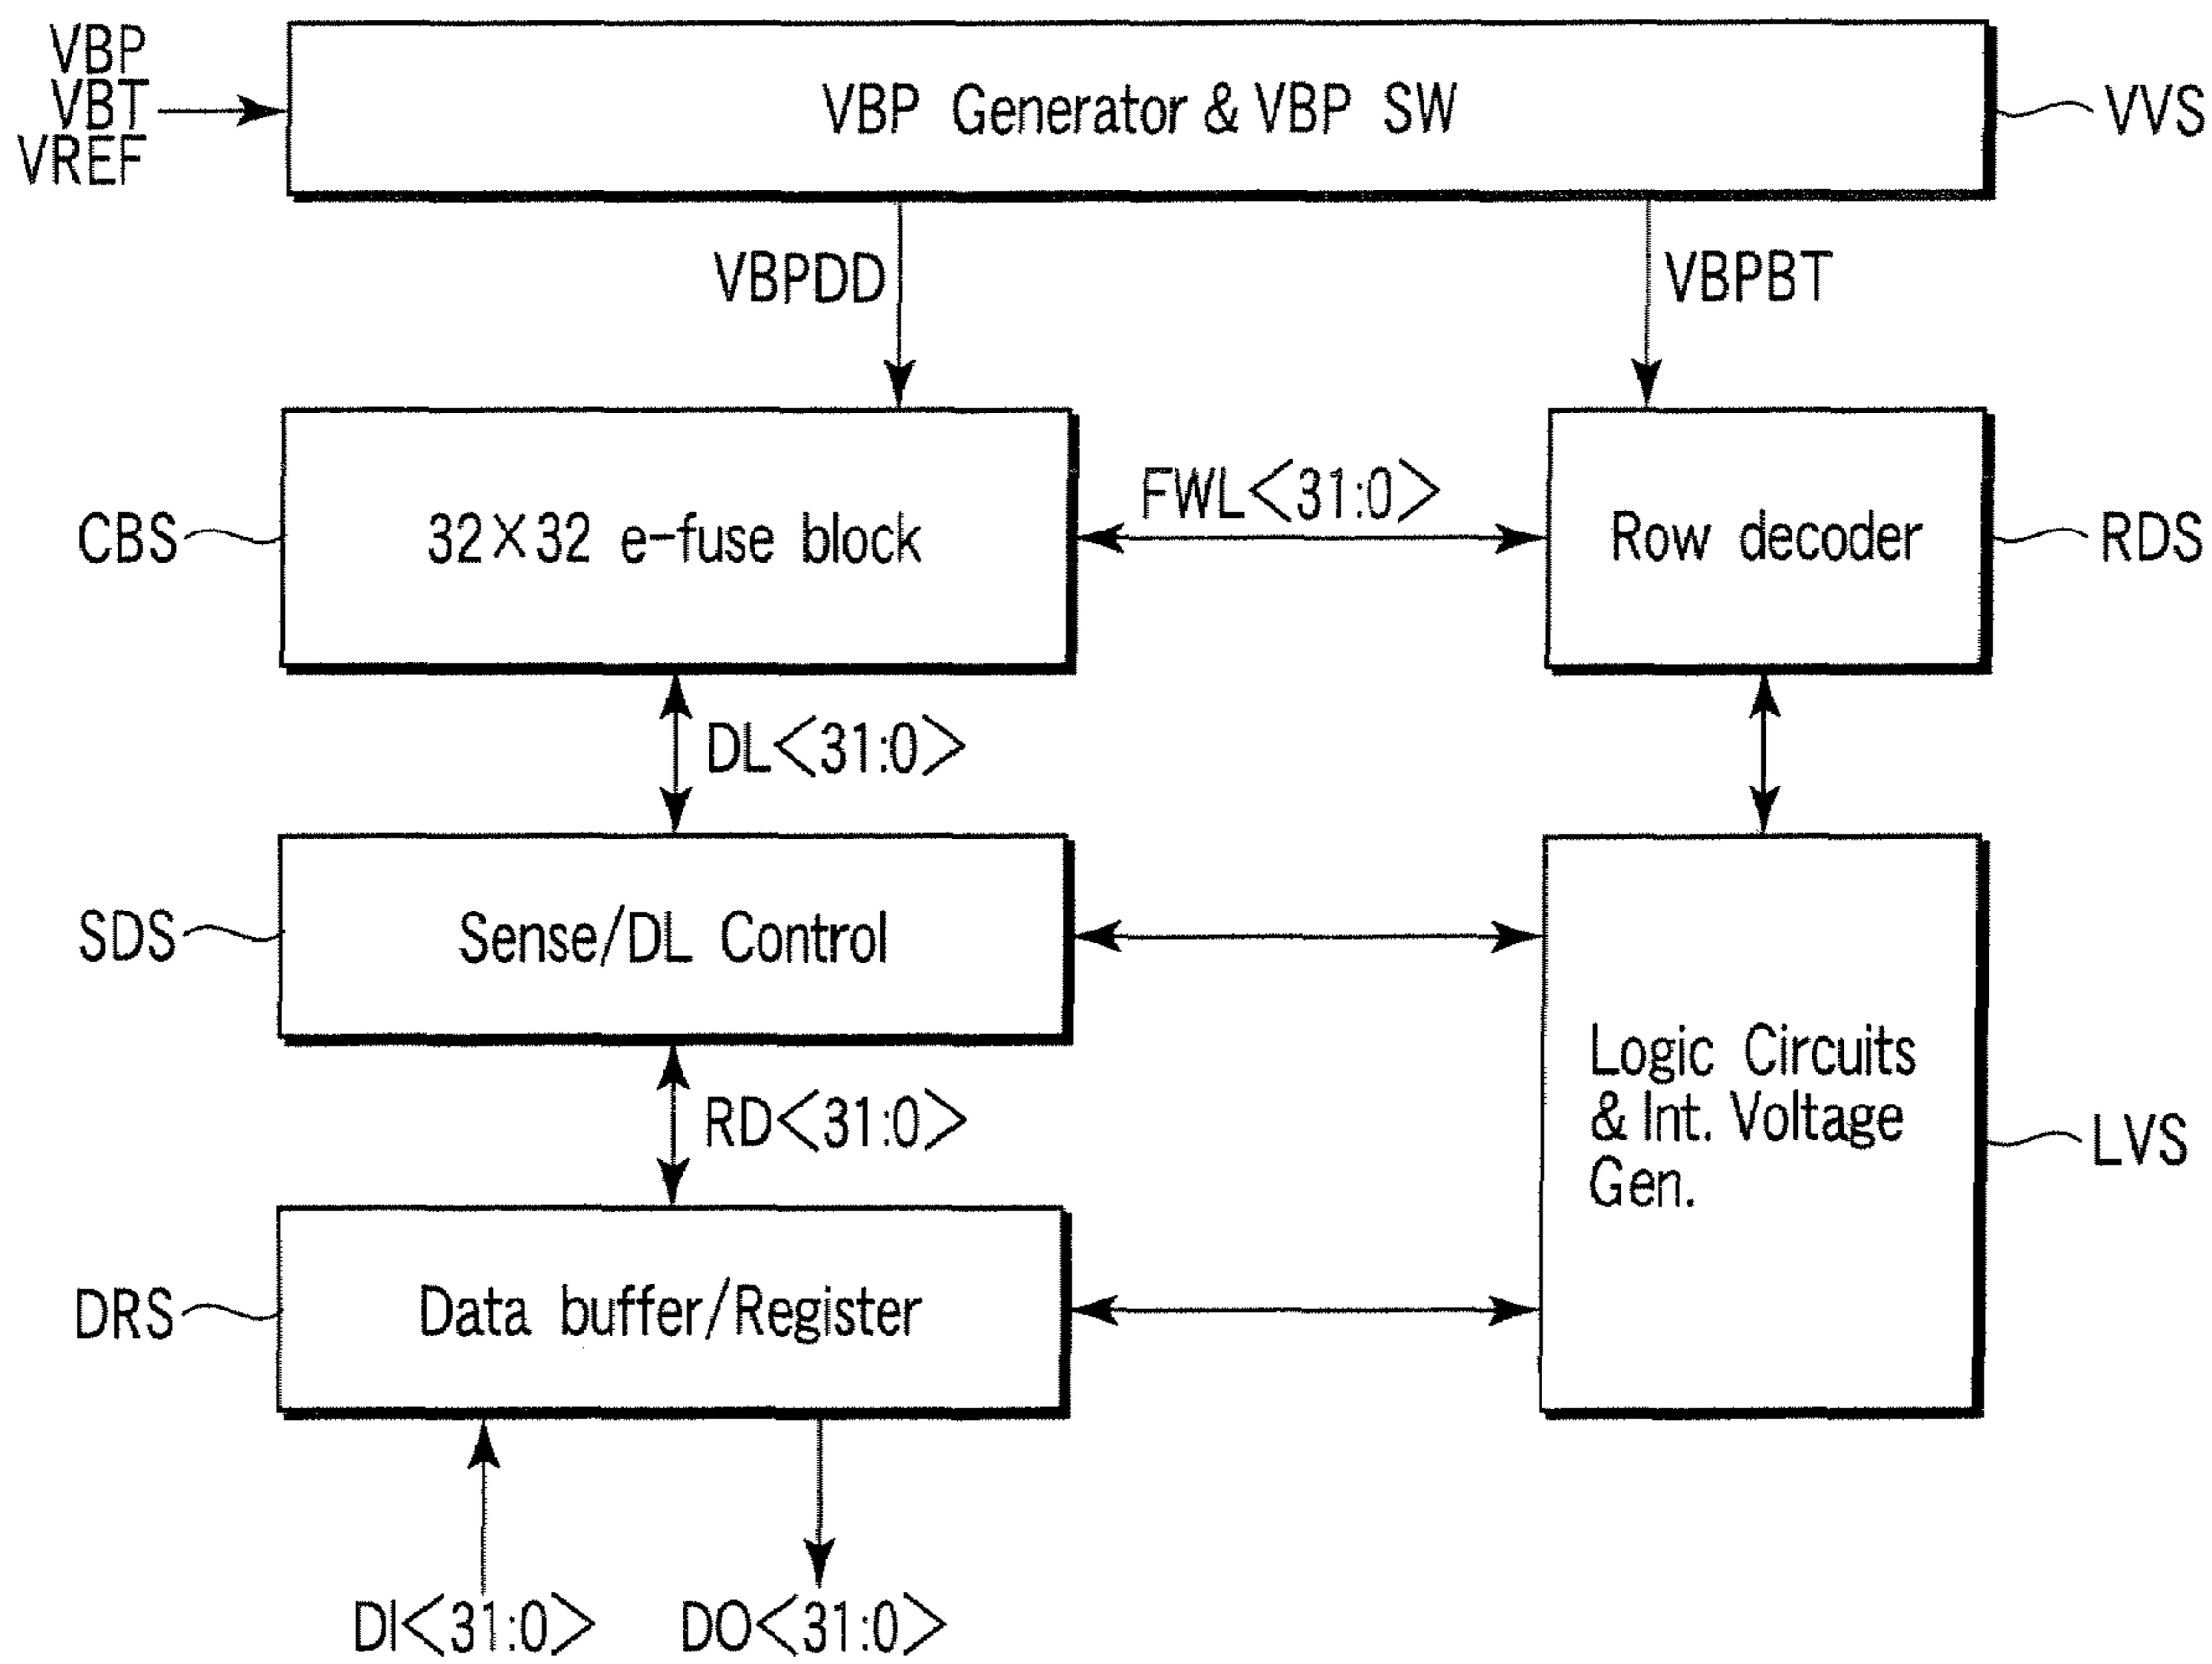 VBP
VBT
VREF
VBP Generator & VBP SW
VVS
VBPDD
VBPBT
CBS
32×32 e-fuse block
FWL<31:0>
Row decoder
RDS
DL<31:0>
SDS
Sense/DL Control
RD<31:0>
Logic Circuits
& Int. Voltage
Gen.
LVS
DRS
Data buffer/Register
DI<31:0>
DO<31:0>